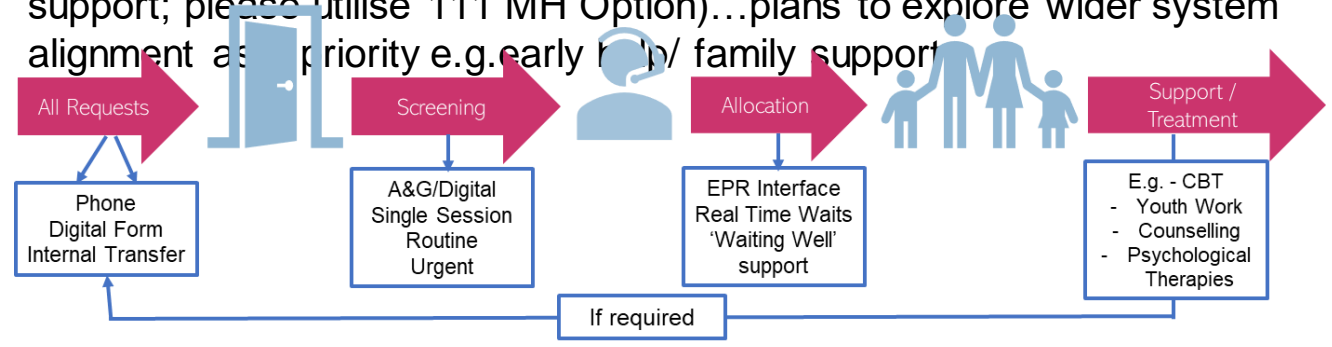 support; please utilise 111 MH Option)…plans to explore wider system
alignment as priority e.g.early help/ family support
All Requests
Screening
Allocation
Support /
Treatment
Phone
Digital Form
Internal Transfer
A&G/Digital
Single Session
Routine
Urgent
EPR Interface
Real Time Waits
‘Waiting Well’
support
E.g. - CBT
- Youth Work
- Counselling
- Psychological
Therapies
If required